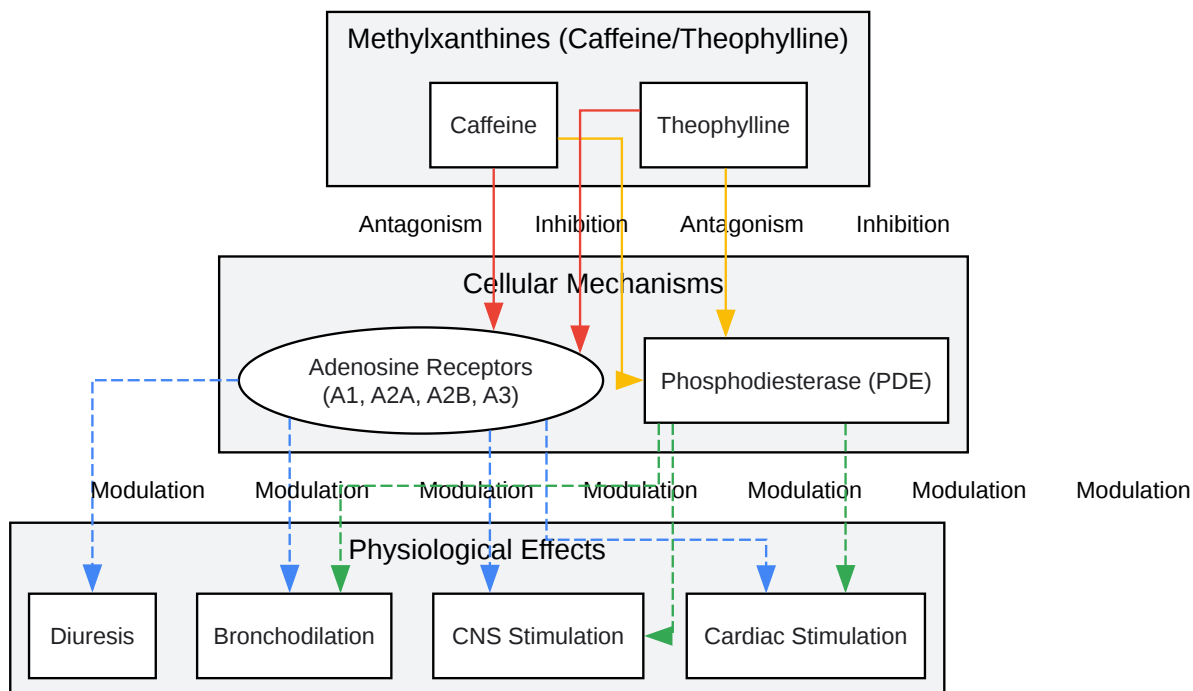 Methylxanthines (Caffeine/Theophylline)
Caffeine
Theophylline
Antagonism
Inhibition
Antagonism
Inhibition
Cellular Mechanisms
Adenosine Receptors
(A1, A2A, A2B, A3)
Phosphodiesterase (PDE)
Modulation
Modulation
Modulation
Modulation
Modulation
Modulation
Modulation
Physiological Effects
Diuresis
Bronchodilation
CNS Stimulation
Cardiac Stimulation